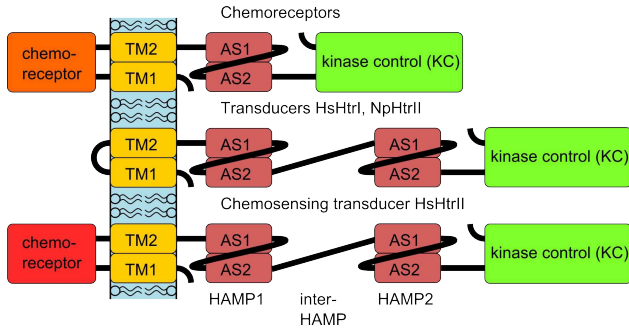 Chemoreceptors
chemo-
receptor
TM2
TM1
AS1
AS2
kinase control (KC)
Transducers HsHtrI, NpHtrII
TM2
TM1
AS1
AS2
AS1
AS2
kinase control (KC)
Chemosensing transducer HsHtrII
chemo-
receptor
TM2
TM1
AS1
AS2
AS1
AS2
kinase control (KC)
HAMP1
inter-
HAMP
HAMP2